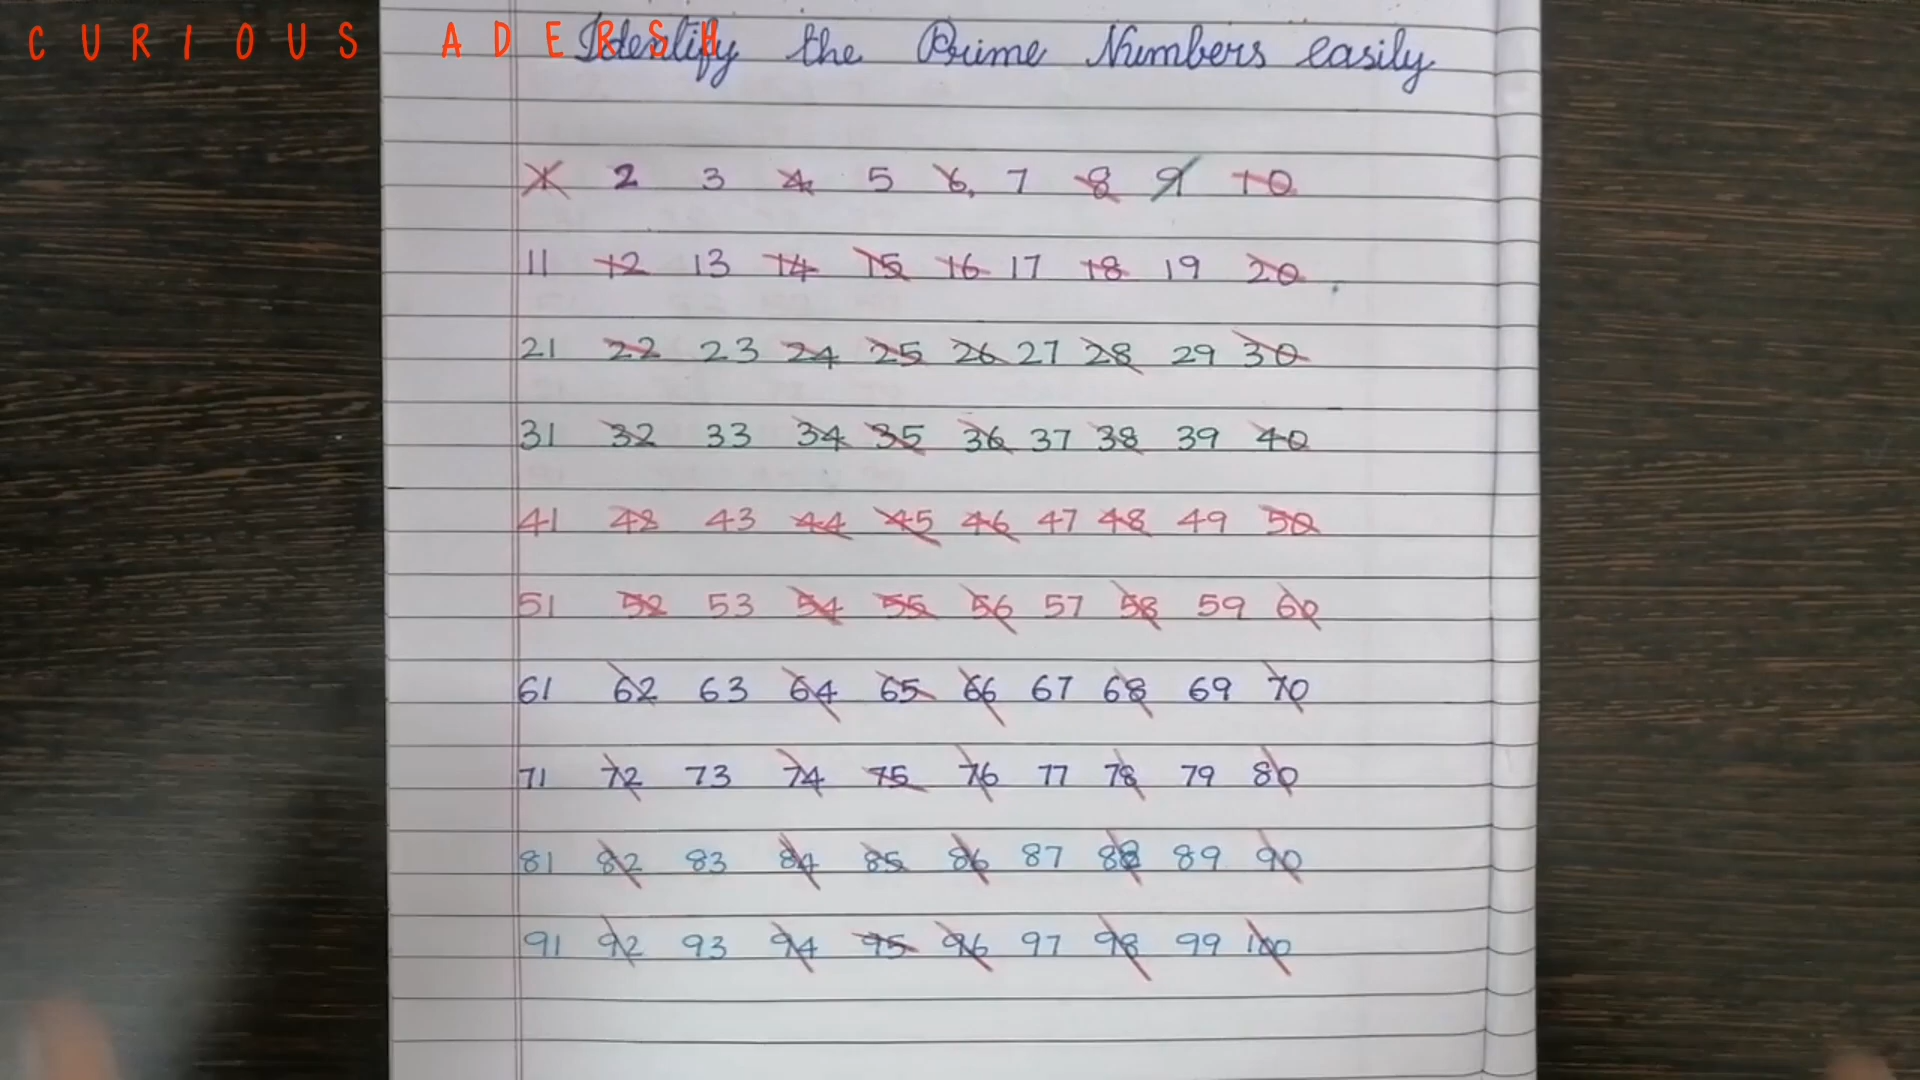 CURIOUS ADERSH
Identify the Prime Numbers easily
1 2 3 4 5 6 7 8 9 10
11 12 13 14 15 16 17 18 19 20
21 22 23 24 25 26 27 28 29 30
31 32 33 34 35 36 37 38 39 40
41 42 43 44 45 46 47 48 49 50
51 52 53 54 55 56 57 58 59 60
61 62 63 64 65 66 67 68 69 70
71 72 73 74 75 76 77 78 79 80
81 82 83 84 85 86 87 88 89 90
91 92 93 94 95 96 97 98 99 100